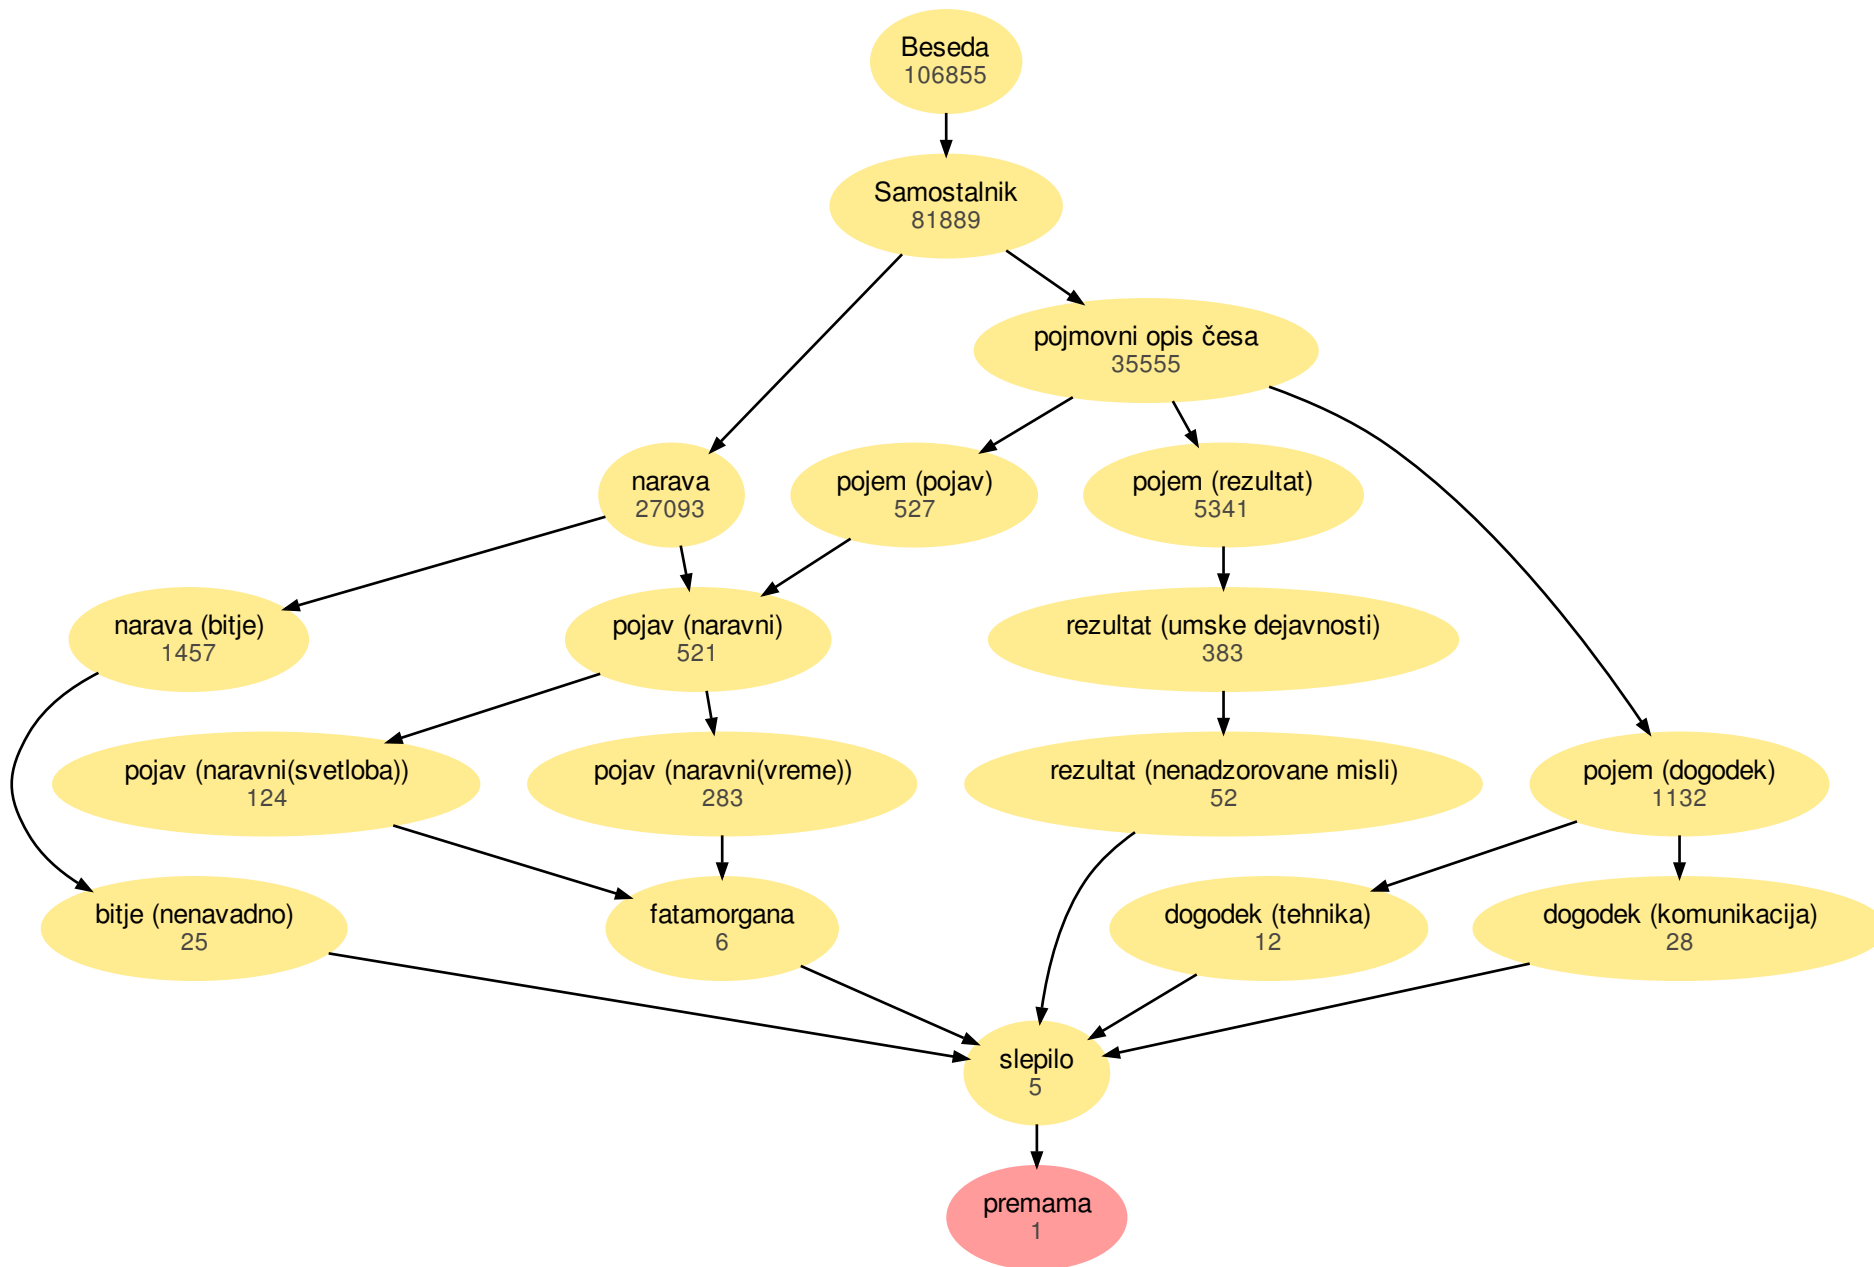 Beseda
106855
Samostalnik
81889
pojmovni opis česa
35555
narava
27093
pojem (pojav)
527
pojem (rezultat)
5341
narava (bitje)
1457
pojav (naravni)
521
rezultat (umske dejavnosti)
383
pojav (naravni(svetloba))
124
pojav (naravni(vreme))
283
rezultat (nenadzorovane misli)
52
pojem (dogodek)
1132
bitje (nenavadno)
25
fatamorgana
6
dogodek (tehnika)
12
dogodek (komunikacija)
28
slepilo
5
premama
1